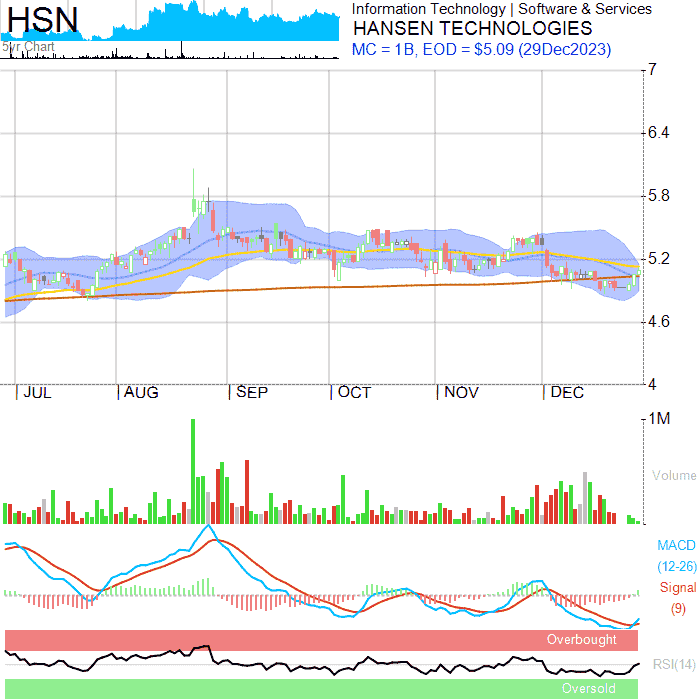 HSN
5yr Chart
Information Technology | Software & Services
HANSEN TECHNOLOGIES
MC = 1B, EOD = $5.09 (29Dec2023)
7
6.4
5.8
5.2
4.6
4
JUL AUG SEP OCT NOV DEC
1M
Volume
MACD
(12-26)
Signal
(9)
Overbought
RSI(14)
Oversold